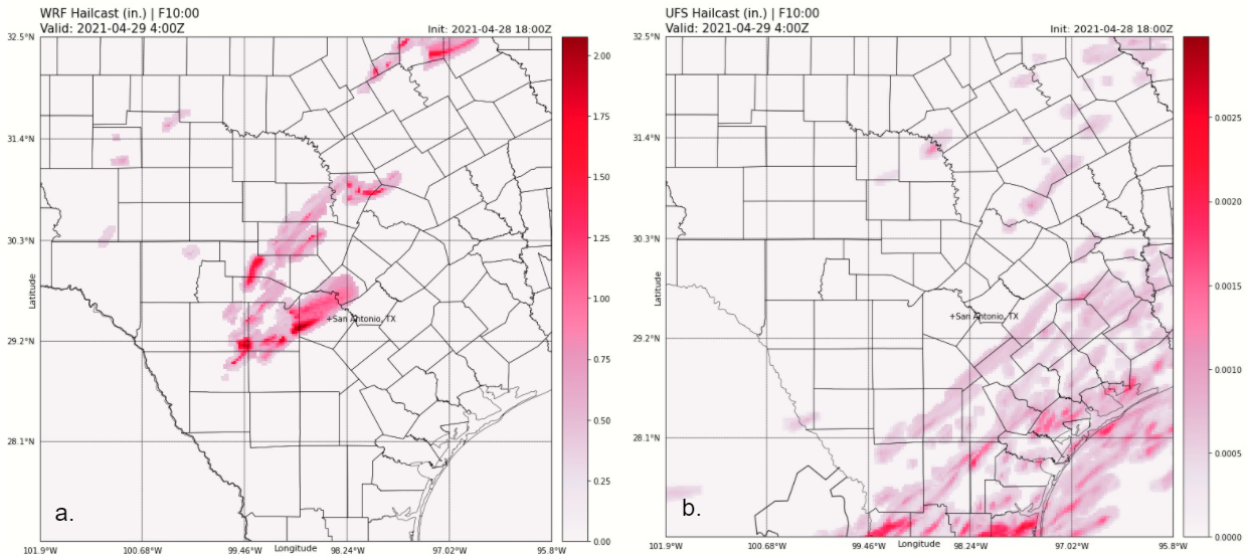 WRF Hailcast (in.) | F10:00
Valid: 2021-04-29 4:00Z
Init: 2021-04-28 18:00Z
32.5°N
31.4°N
30.3°N
29.2°N
28.1°N
Latitude
+San Antonio, TX
a.
101.9°W
100.68°W
99.46°W
Longitude
98.24°W
97.02°W
95.8°W
2.00
1.75
1.50
1.25
1.00
0.75
0.50
0.25
0.00
UFS Hailcast (in.) | F10:00
Valid: 2021-04-29 4:00Z
Init: 2021-04-28 18:00Z
32.5°N
31.4°N
30.3°N
29.2°N
28.1°N
Latitude
+San Antonio, TX
b.
101.9°W
100.68°W
99.46°W
Longitude
98.24°W
97.02°W
95.8°W
0.0025
0.0020
0.0015
0.0010
0.0005
0.0000